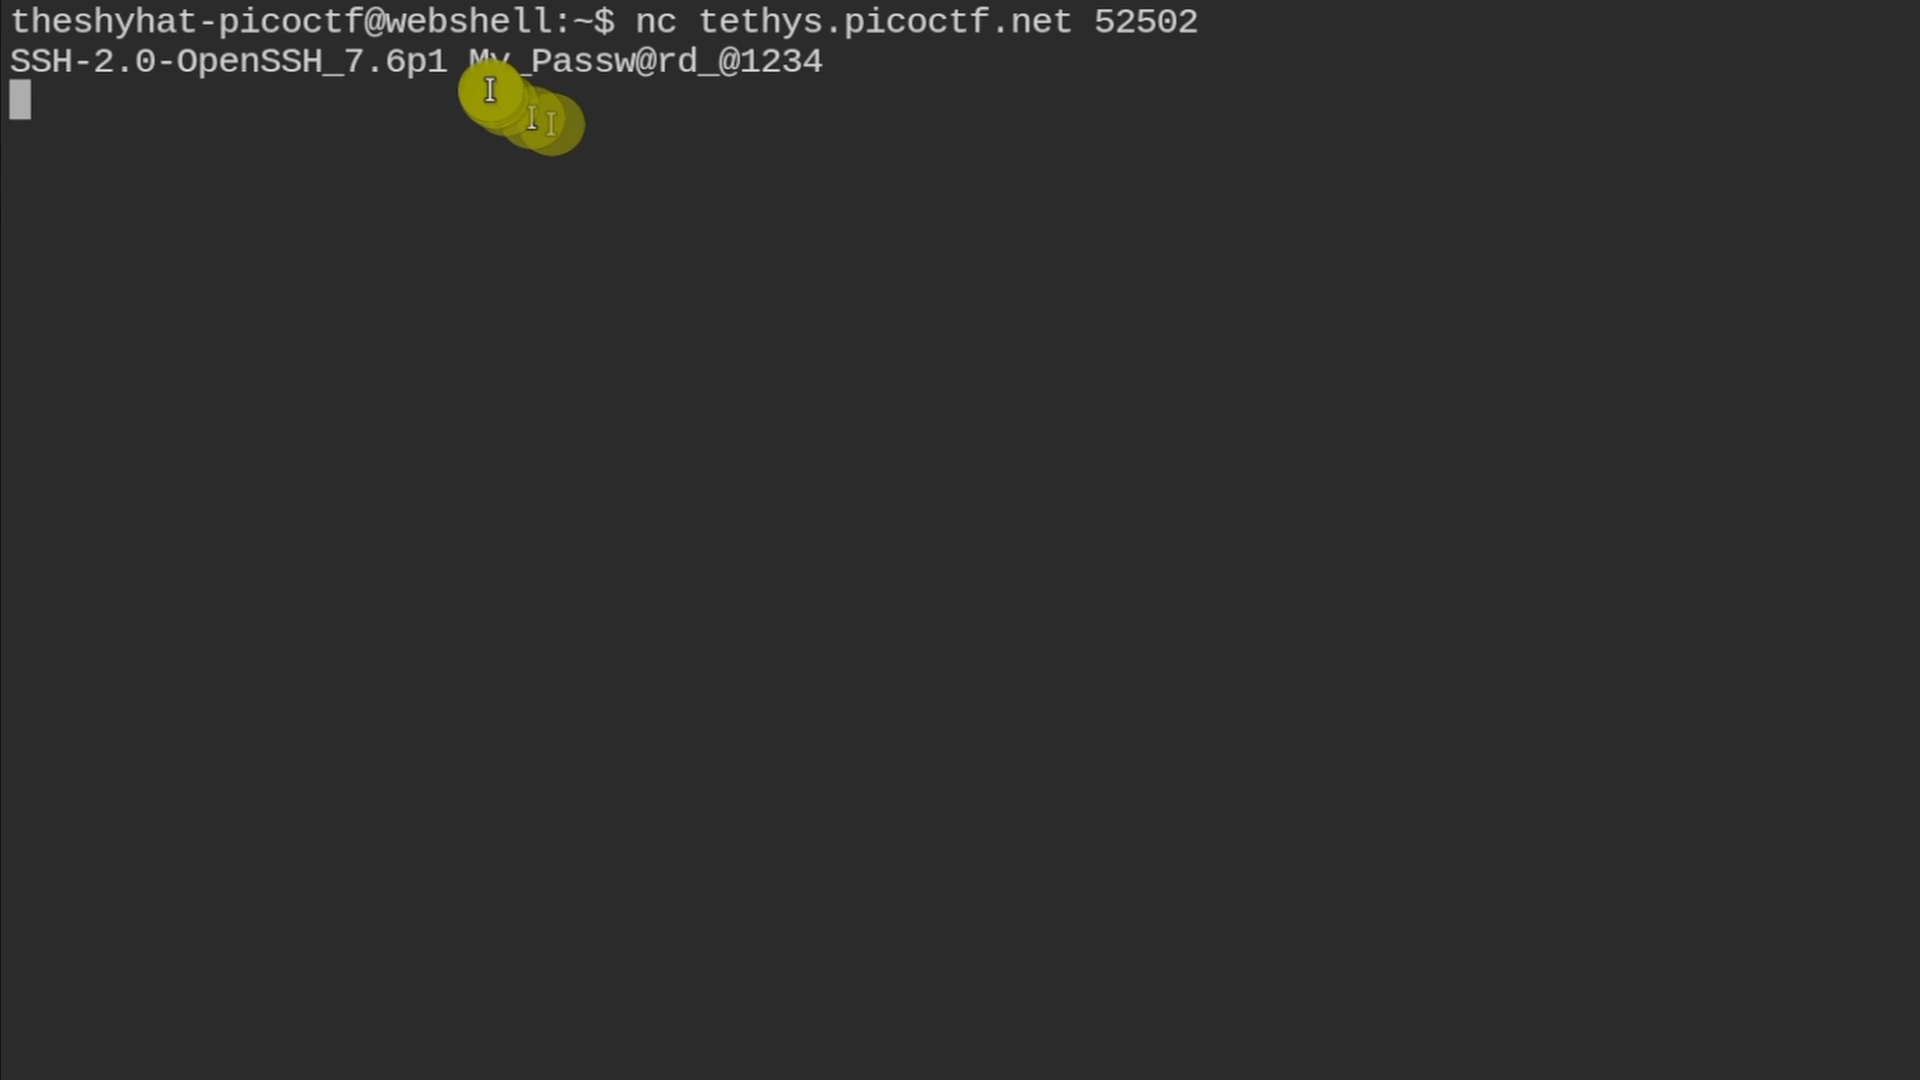 theshyhat-picoctf@webshell:~$ nc tethys.picoctf.net 52502
SSH-2.0-OpenSSH_7.6p1 My_Passw@rd_@1234